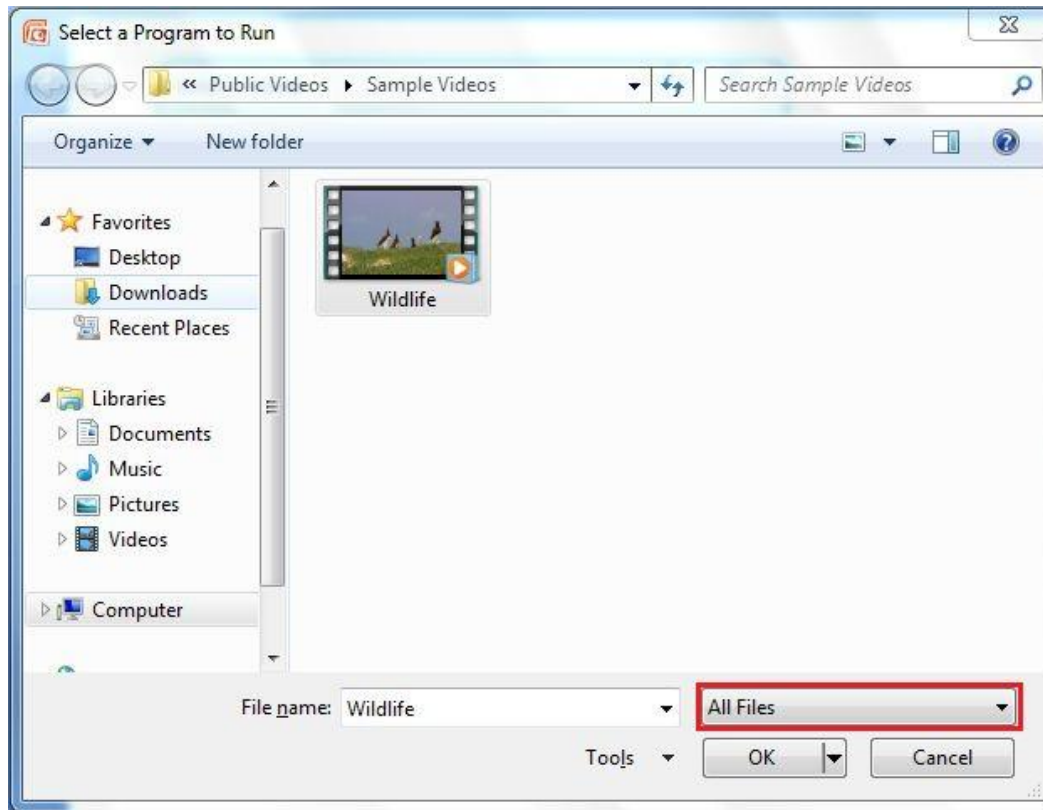 Select a Program to Run
« Public Videos ▸ Sample Videos
Search Sample Videos
Organize
New folder
Favorites
Desktop
Downloads
Recent Places
Libraries
Documents
Music
Pictures
Videos
Computer
Wildlife
File name: Wildlife
All Files
Tools
OK
Cancel